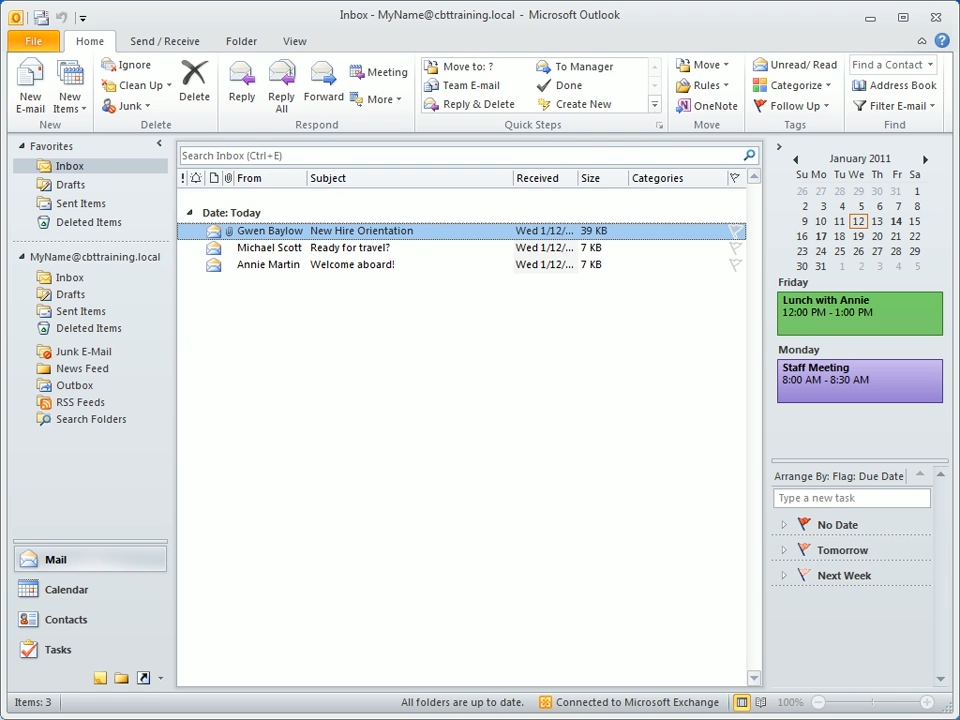 Inbox - MyName@cbttraining.local - Microsoft Outlook
File Home Send / Receive Folder View
New E-mail
New Items
New
Ignore
Clean Up
Junk
Delete
Delete
Reply
Reply All
Forward
Meeting
More
Respond
Move to: ?
Team E-mail
Reply & Delete
To Manager
Done
Create New
Quick Steps
Move
Rules
OneNote
Move
Unread/ Read
Categorize
Follow Up
Tags
Find a Contact
Address Book
Filter E-mail
Find
Favorites
Inbox
Drafts
Sent Items
Deleted Items
MyName@cbttraining.local
Inbox
Drafts
Sent Items
Deleted Items
Junk E-Mail
News Feed
Outbox
RSS Feeds
Search Folders
Mail
Calendar
Contacts
Tasks
Search Inbox (Ctrl+E)
! From Subject Received Size Categories
Date: Today
Gwen Baylow New Hire Orientation Wed 1/12/... 39 KB
Michael Scott Ready for travel? Wed 1/12/... 7 KB
Annie Martin Welcome aboard! Wed 1/12/... 7 KB
January 2011
Su Mo Tu We Th Fr Sa
26 27 28 29 30 31 1
2 3 4 5 6 7 8
9 10 11 12 13 14 15
16 17 18 19 20 21 22
23 24 25 26 27 28 29
30 31 1 2 3 4 5
Friday
Lunch with Annie
12:00 PM - 1:00 PM
Monday
Staff Meeting
8:00 AM - 8:30 AM
Arrange By: Flag: Due Date
Type a new task
No Date
Tomorrow
Next Week
Items: 3 All folders are up to date. Connected to Microsoft Exchange 100%